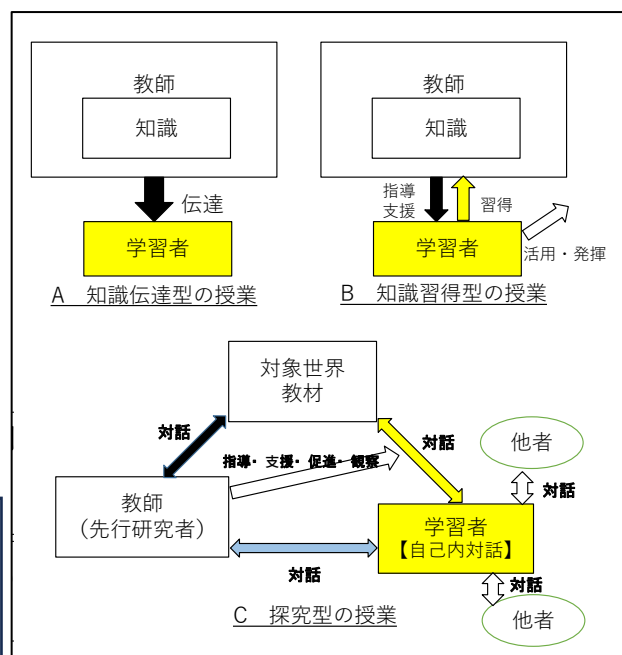 教師
知識
伝達
学習者
A　知識伝達型の授業
教師
知識
指導
支援
習得
学習者
活用・発揮
B　知識習得型の授業
対象世界
教材
対話
指導・支援・促進・観察
対話
他者
対話
教師
(先行研究者)
学習者
【自己内対話】
対話
対話
他者
C　探究型の授業